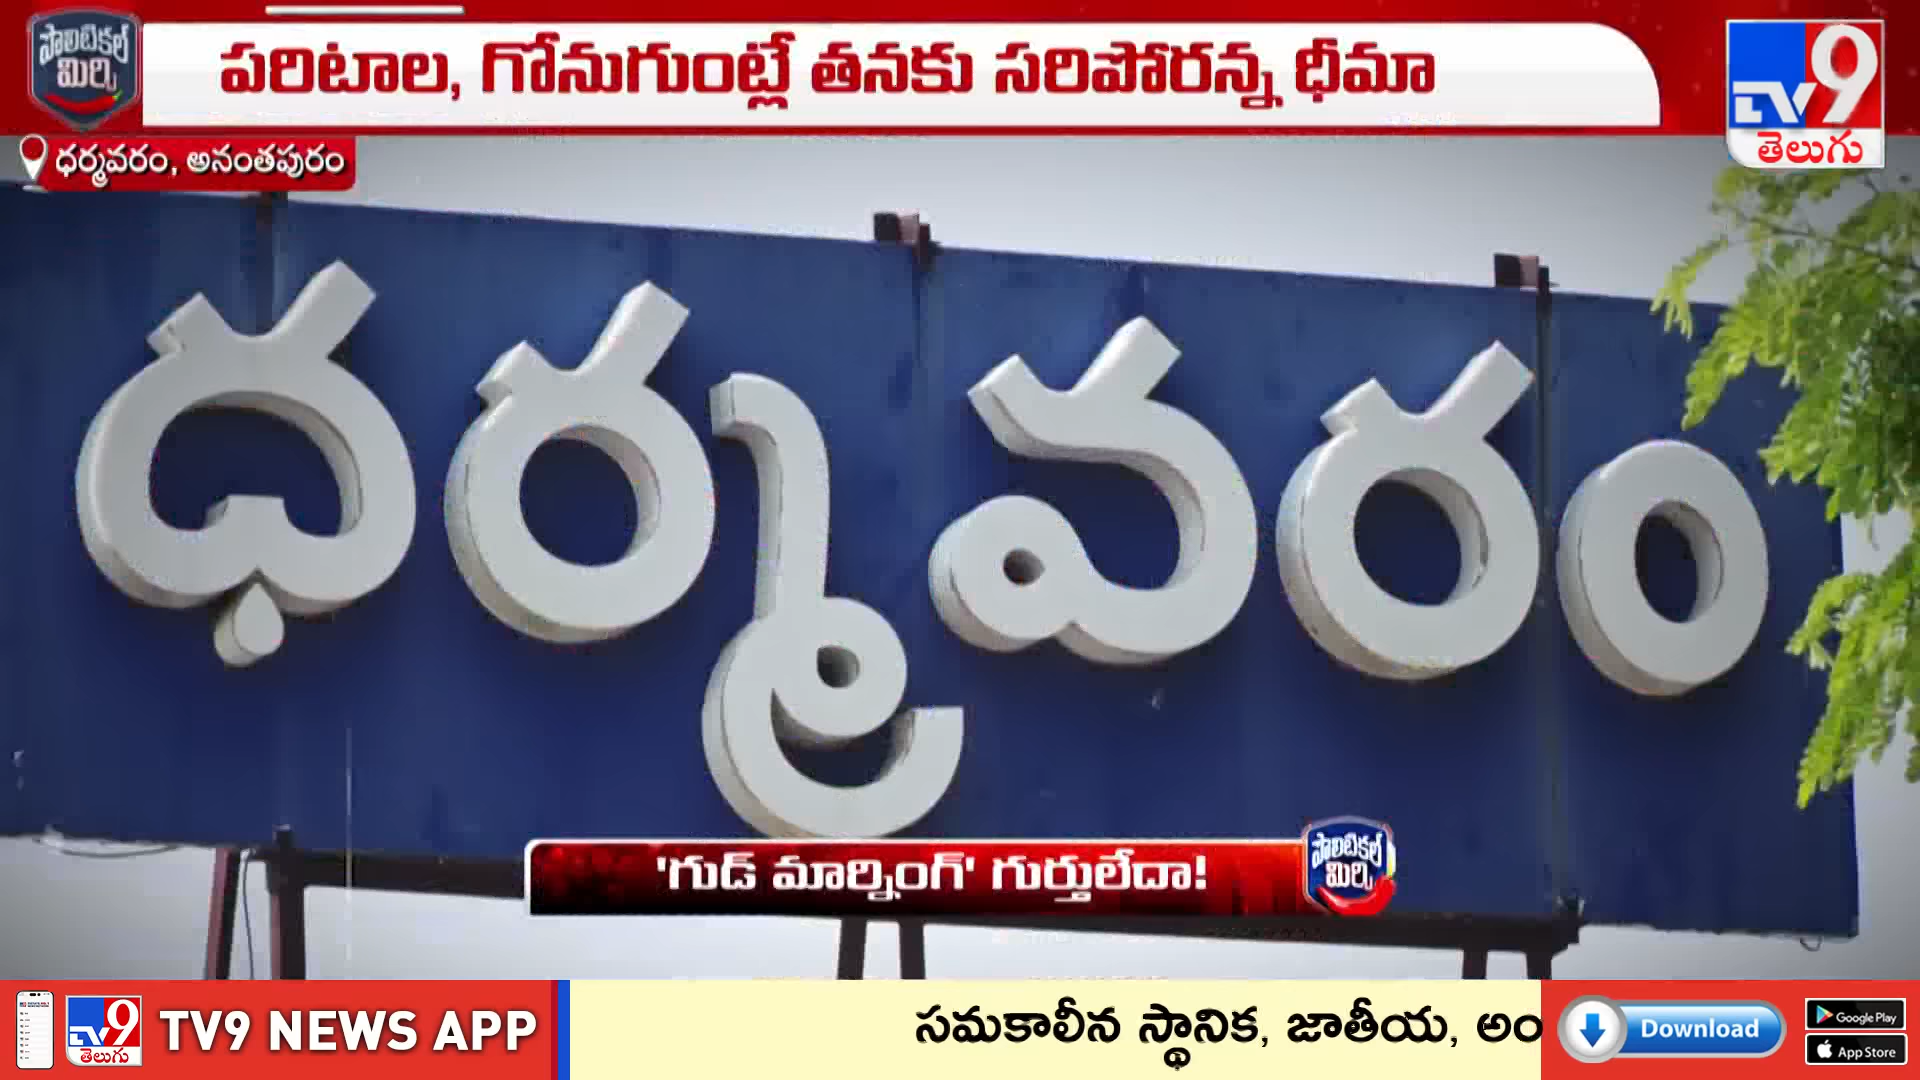 పొలిటికల్
మిర్చి
పరిటాల, గోనుగుంట్లే తనకు సరిపోరన్న ధీమా
TV9
తెలుగు
ధర్మవరం, అనంతపురం
ధర్మవరం
'గుడ్ మార్నింగ్' గుర్తులేదా!
పొలిటికల్
మిర్చి
TV9
తెలుగు
TV9 NEWS APP
సమకాలీన స్థానిక, జాతీయ, అం
Download
Google Play
App Store